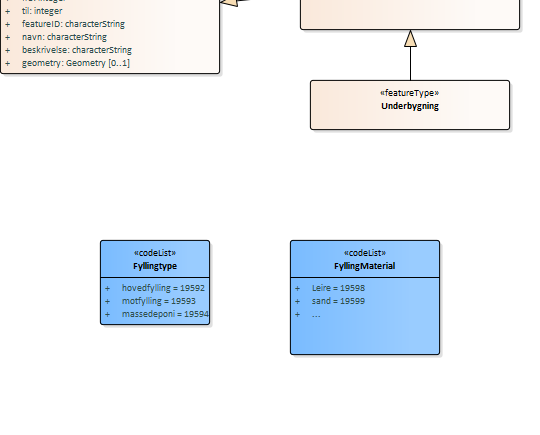 + til: integer
+ featureID: characterString
+ navn: characterString
+ beskrivelse: characterString
+ geometry: Geometry [0..1]
«featureType»
Underbygning
«codeList»
Fyllingtype
+ hovedfylling = 19592
+ motfylling = 19593
+ massedeponi = 19594
«codeList»
FyllingMaterial
+ Leire = 19598
+ sand = 19599
+ ...